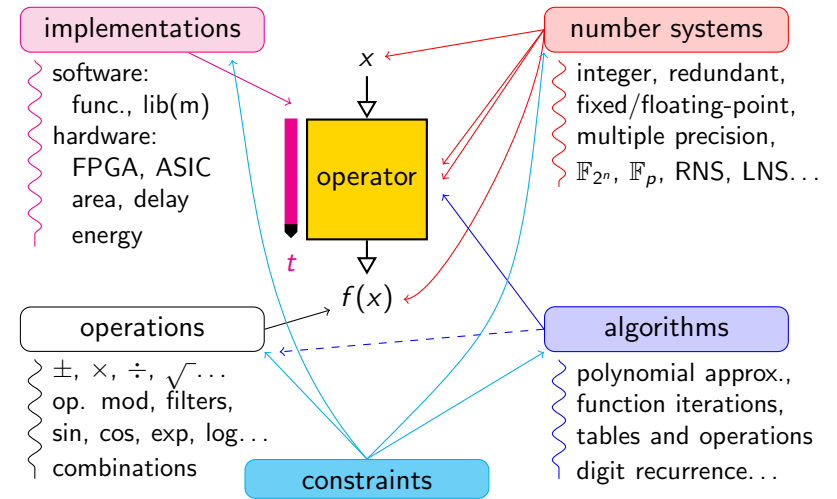 implementations
software:
func., lib(m)
hardware:
FPGA, ASIC
area, delay
energy
x
operator
t
f(x)
number systems
integer, redundant,
fixed/floating-point,
multiple precision,
𝔽₂ⁿ, 𝔽ₚ, RNS, LNS...
operations
±, ×, ÷, √...
op. mod, filters,
sin, cos, exp, log...
combinations
algorithms
polynomial approx.,
function iterations,
tables and operations
digit recurrence...
constraints